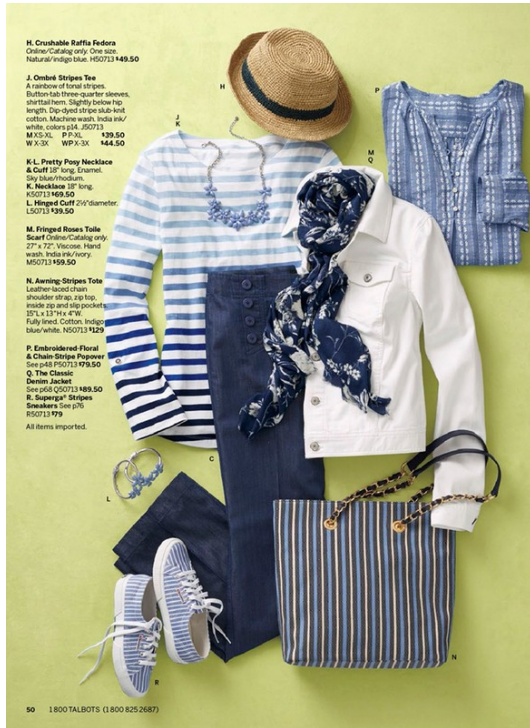 H. Crushable Raffia Fedora
Online/Catalog only. One size.
Natural/indigo blue. H50713 $49.50
J. Ombré Stripes Tee
A rainbow of tonal stripes.
Button-tab three-quarter sleeves,
shirttail hem. Slightly below hip
length. Dip-dyed stripe slub-knit
cotton. Machine wash. India ink/
white, colors p14. J50713
M XS-XL P P-XL $39.50
W X-3X WP X-3X $44.50
K-L. Pretty Posy Necklace
& Cuff 18" long. Enamel.
Sky blue/rhodium.
K. Necklace 18" long.
K50713 $69.50
L. Hinged Cuff 2½" diameter.
L50713 $39.50
M. Fringed Roses Toile
Scarf Online/Catalog only.
27" x 72". Viscose. Hand
wash. India ink/ivory.
M50713 $59.50
N. Awning-Stripes Tote
Leather-laced chain
shoulder strap, zip top,
inside zip and slip pockets.
15"L x 13"H x 4"W.
Fully lined. Cotton. Indigo
blue/white. N50713 $129
P. Embroidered-Floral
& Chain-Stripe Popover
See p48 P50713 $79.50
Q. The Classic
Denim Jacket
See p68 Q50713 $89.50
R. Superga® Stripes
Sneakers See p76
R50713 $79
All items imported.
H
P
J
K
M
Q
C
L
N
R
50 1 800 TALBOTS (1 800 825 2687)